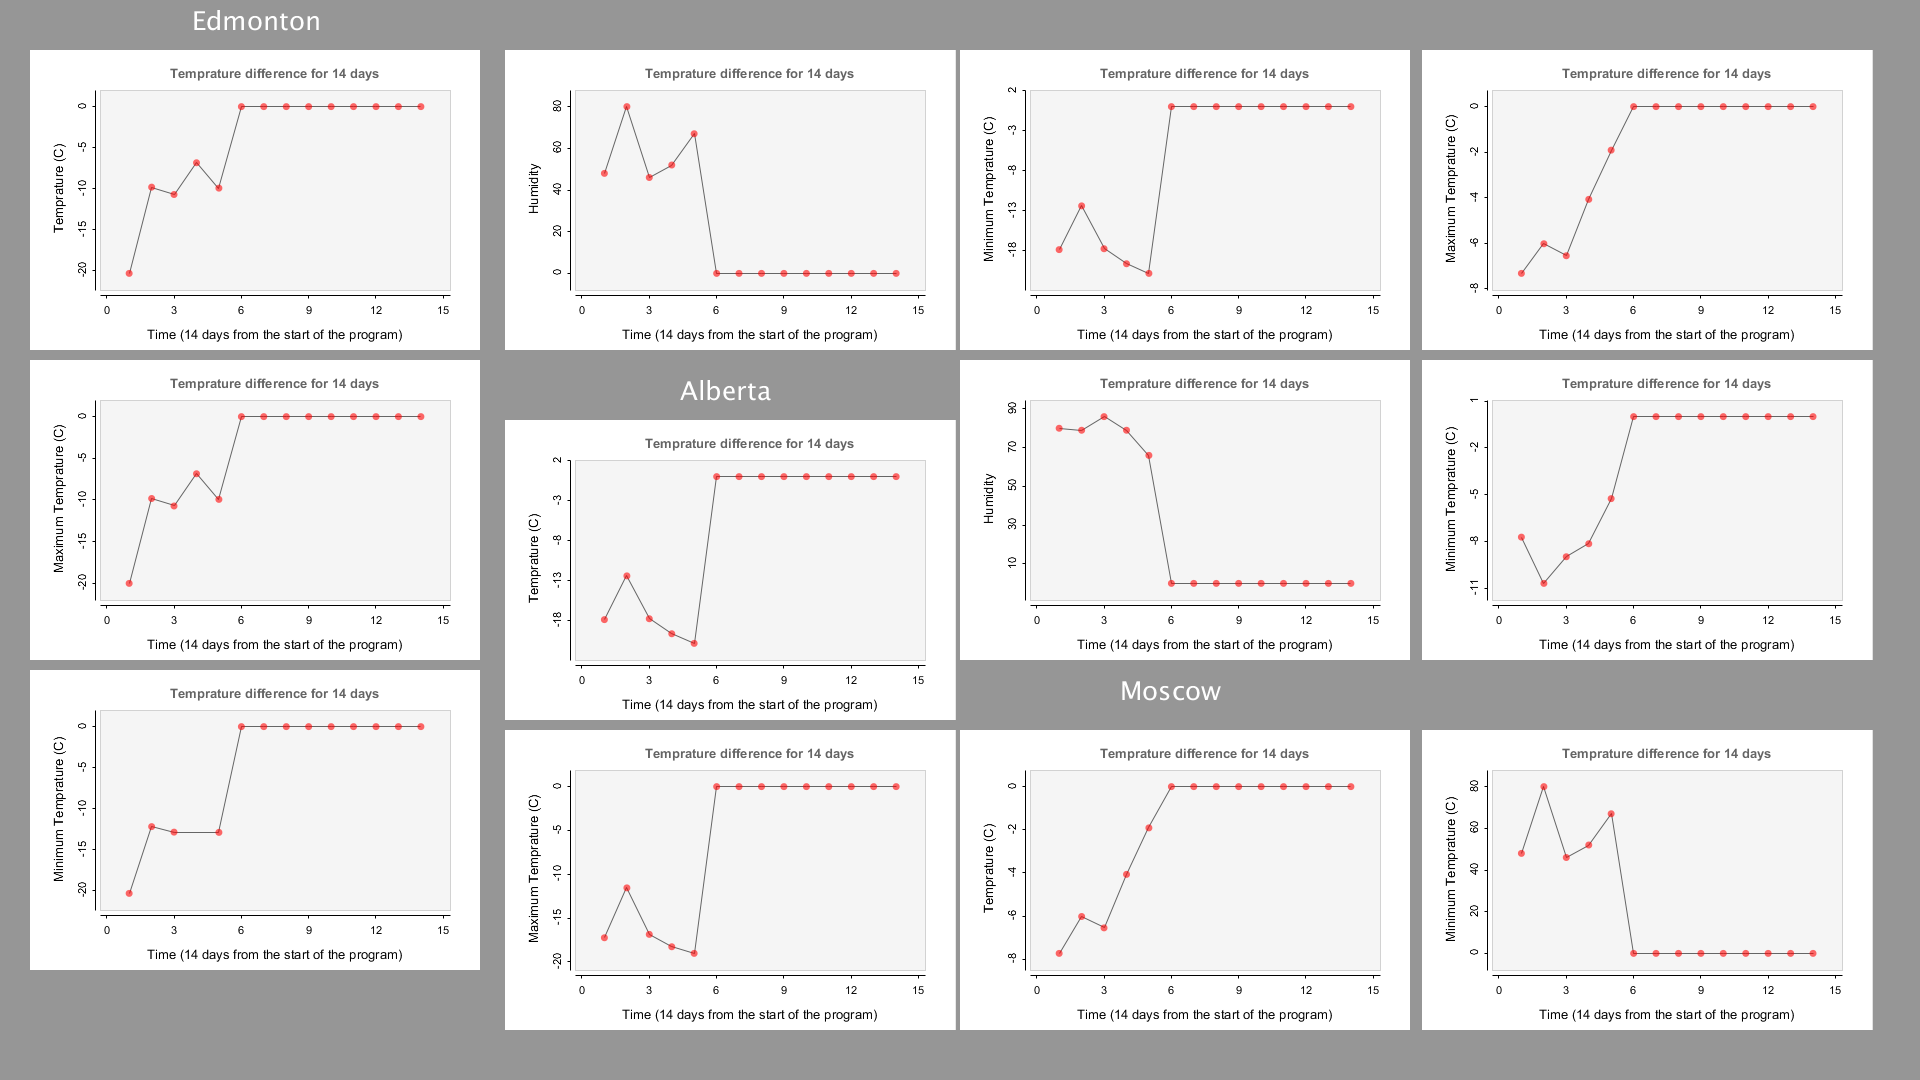 Edmonton
Temprature difference for 14 days
Temprature (C)
0
-5
-10
-15
-20
0 3 6 9 12 15
Time (14 days from the start of the program)
Temprature difference for 14 days
Humidity
80
60
40
20
0
0 3 6 9 12 15
Time (14 days from the start of the program)
Temprature difference for 14 days
Minimum Temprature (C)
2
-3
-8
-13
-18
0 3 6 9 12 15
Time (14 days from the start of the program)
Temprature difference for 14 days
Maximum Temprature (C)
0
-2
-4
-6
-8
0 3 6 9 12 15
Time (14 days from the start of the program)
Temprature difference for 14 days
Maximum Temprature (C)
0
-5
-10
-15
-20
0 3 6 9 12 15
Time (14 days from the start of the program)
Alberta
Temprature difference for 14 days
Temprature (C)
2
-3
-8
-13
-18
0 3 6 9 12 15
Time (14 days from the start of the program)
Temprature difference for 14 days
Humidity
90
70
50
30
10
0 3 6 9 12 15
Time (14 days from the start of the program)
Temprature difference for 14 days
Minimum Temprature (C)
1
-2
-5
-8
-11
0 3 6 9 12 15
Time (14 days from the start of the program)
Temprature difference for 14 days
Minimum Temprature (C)
0
-5
-10
-15
-20
0 3 6 9 12 15
Time (14 days from the start of the program)
Temprature difference for 14 days
Maximum Temprature (C)
0
-5
-10
-15
-20
0 3 6 9 12 15
Time (14 days from the start of the program)
Moscow
Temprature difference for 14 days
Temprature (C)
0
-2
-4
-6
-8
0 3 6 9 12 15
Time (14 days from the start of the program)
Temprature difference for 14 days
Minimum Temprature (C)
80
60
40
20
0
0 3 6 9 12 15
Time (14 days from the start of the program)